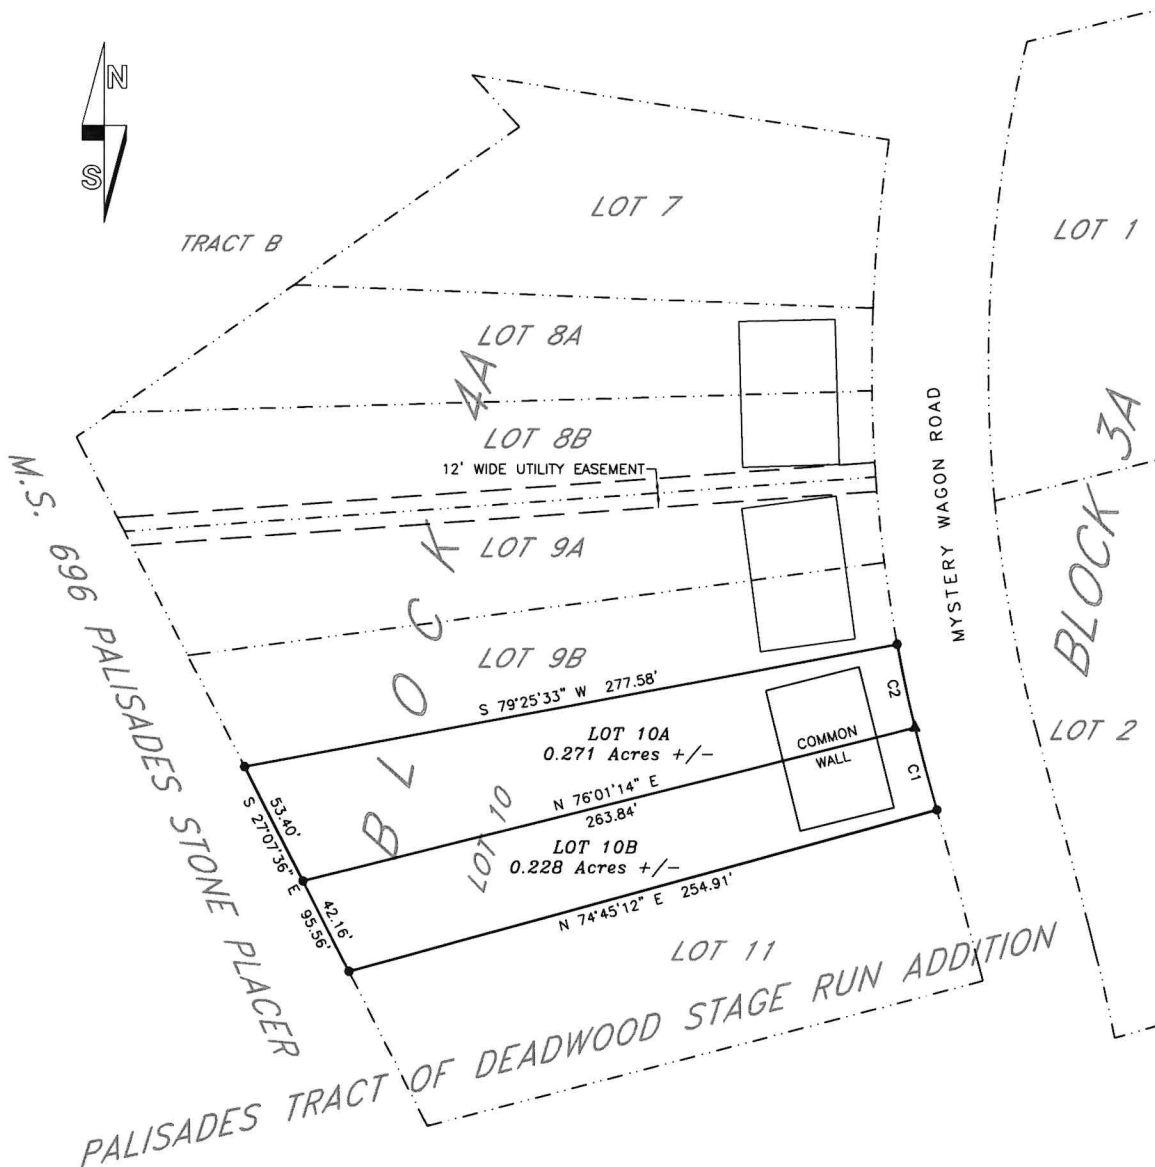 N
S
LOT 7
LOT 1
TRACT B
LOT 8A
4A
MYSTERY WAGON ROAD
BLOCK 3A
LOT 8B
12' WIDE UTILITY EASEMENT
M.S. 696 PALISADES STONE PLACER
LOT 9A
BLOCK
LOT 9B
S 79°25'33" W 277.58'
C2
LOT 10A
0.271 Acres +/-
COMMON
WALL
LOT 2
C1
53.40'
S 27°07'36" E 95.56'
N 76°01'14" E
263.84'
LOT 10
LOT 10B
0.228 Acres +/-
42.16'
N 74°45'12" E 254.91'
LOT 11
PALISADES TRACT OF DEADWOOD STAGE RUN ADDITION